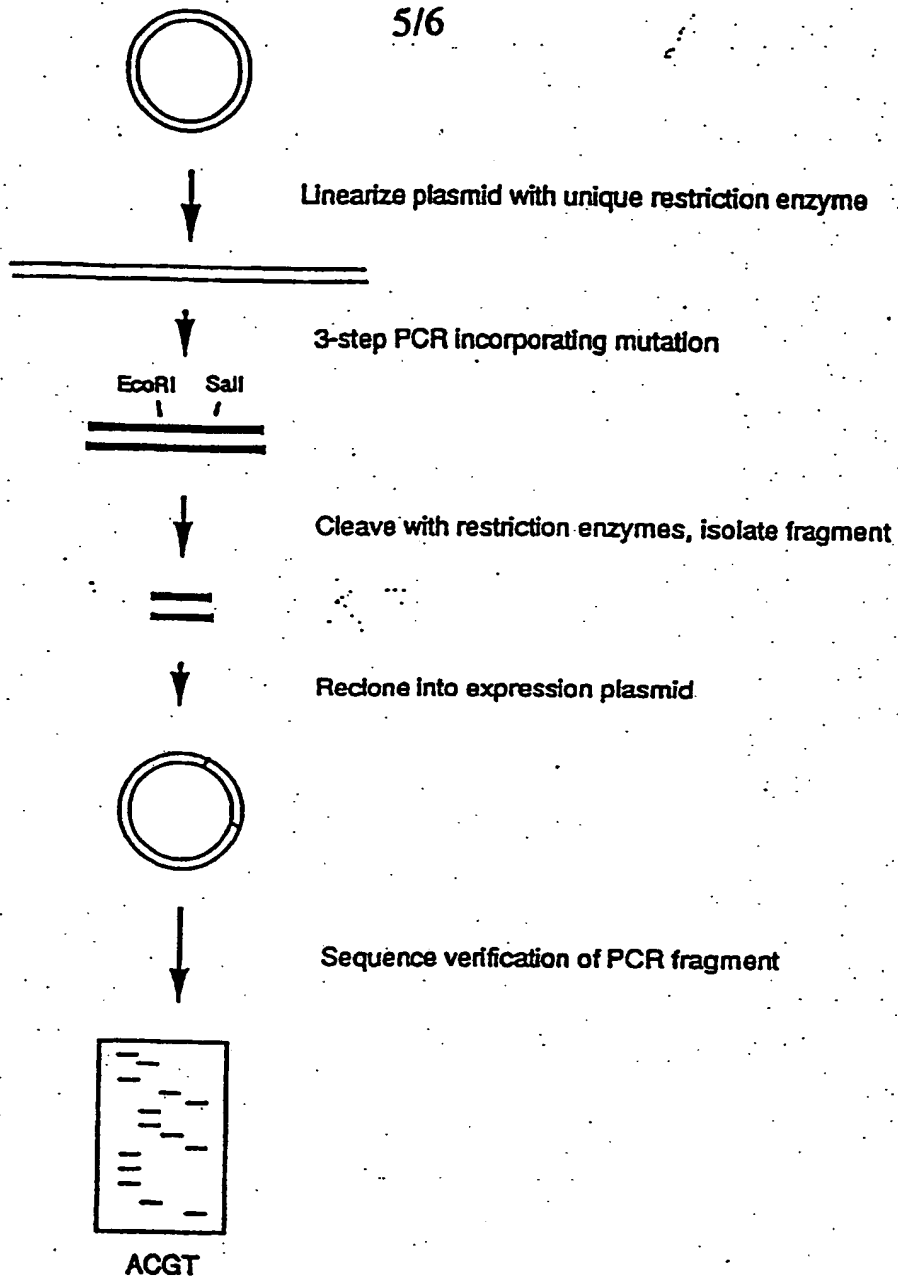 5/6
Linearize plasmid with unique restriction enzyme
3-step PCR incorporating mutation
EcoRI SalI
Cleave with restriction enzymes, isolate fragment
Reclone into expression plasmid
Sequence verification of PCR fragment
ACGT